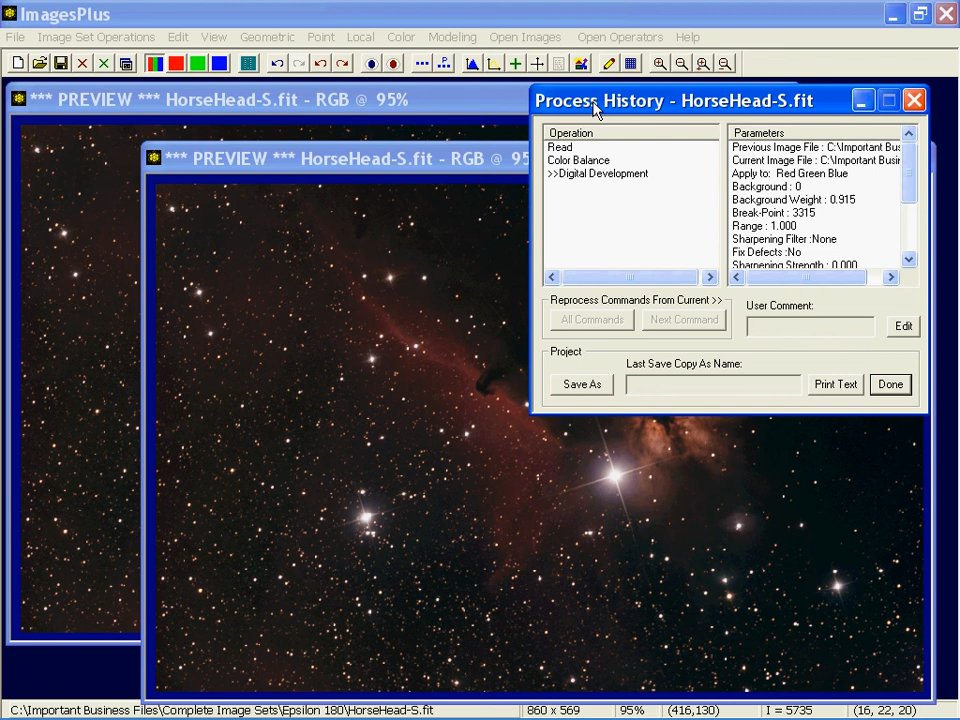 ImagesPlus
File Image Set Operations Edit View Geometric Point Local Color Modeling Open Images Open Operators Help
*** PREVIEW *** HorseHead-S.fit - RGB @ 95%
Process History - HorseHead-S.fit
Operation
Read
Color Balance
>>Digital Development
Parameters
Previous Image File : C:\Important Bus
Current Image File : C:\Important Busin
Apply to: Red Green Blue
Background : 0
Background Weight : 0.915
Break-Point : 3315
Range : 1.000
Sharpening Filter :None
Fix Defects :No
Sharpening Strength : 0.000
*** PREVIEW *** HorseHead-S.fit - RGB @ 95
Reprocess Commands From Current >>
All Commands Next Command
User Comment:
Edit
Project
Last Save Copy As Name:
Save As
Print Text Done
C:\Important Business Files\Complete Image Sets\Epsilon 180\HorseHead-S.fit 860 x 569 95% (416,130) I = 5735 (16, 22, 20)